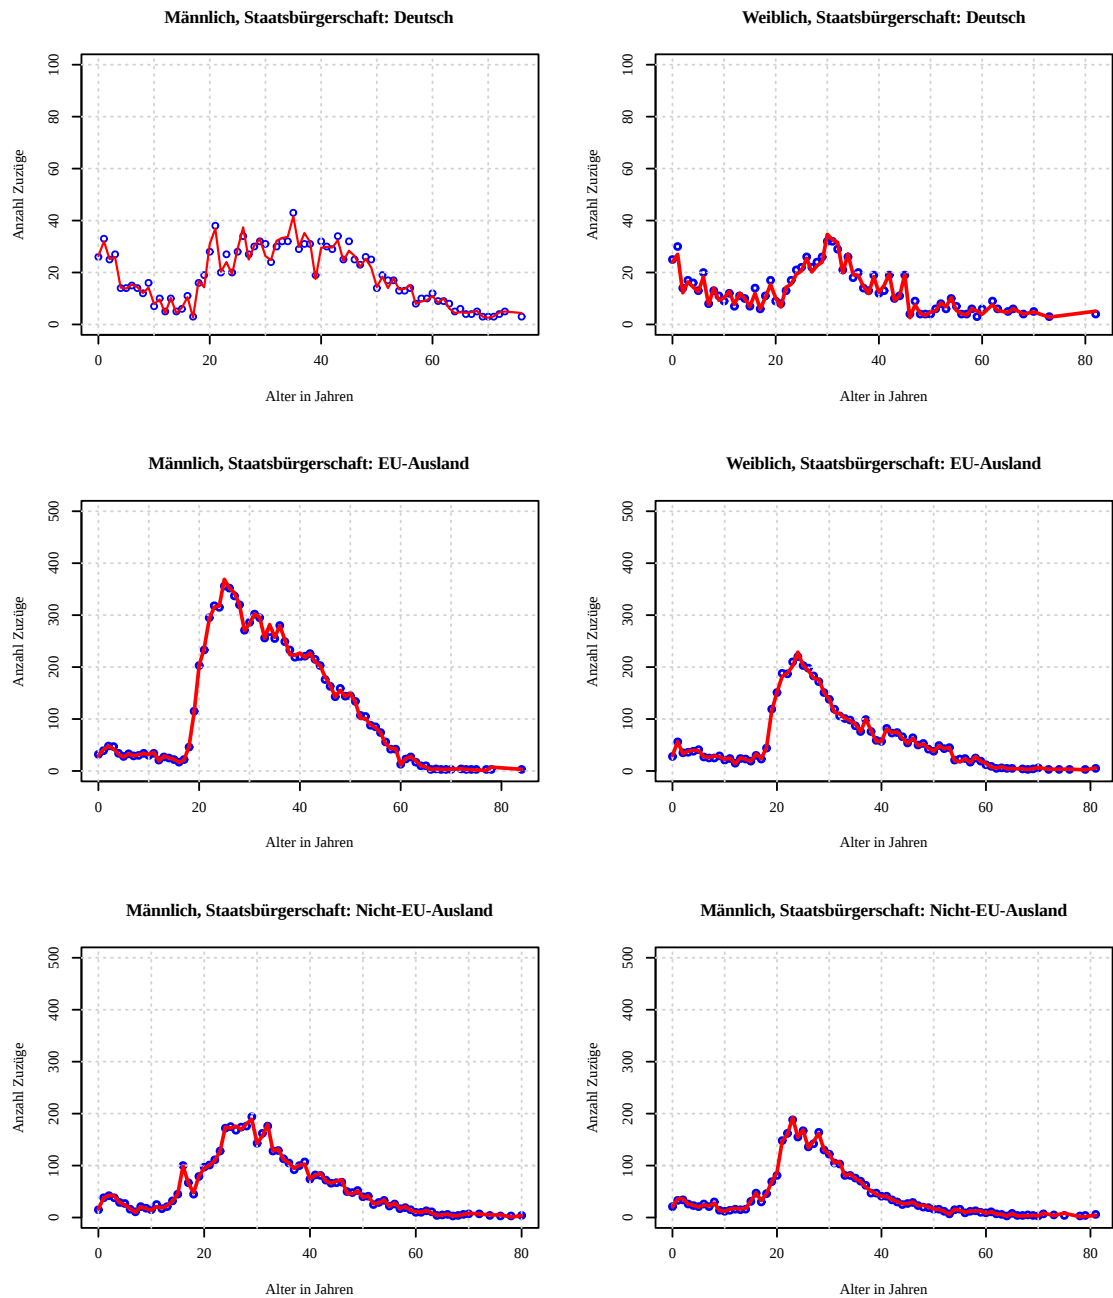 Männlich, Staatsbürgerschaft: Deutsch
Anzahl Zuzüge
0 20 40 60 80 100
0 20 40 60
Alter in Jahren
Weiblich, Staatsbürgerschaft: Deutsch
Anzahl Zuzüge
0 20 40 60 80 100
0 20 40 60 80
Alter in Jahren
Männlich, Staatsbürgerschaft: EU-Ausland
Anzahl Zuzüge
0 100 200 300 400 500
0 20 40 60 80
Alter in Jahren
Weiblich, Staatsbürgerschaft: EU-Ausland
Anzahl Zuzüge
0 100 200 300 400 500
0 20 40 60 80
Alter in Jahren
Männlich, Staatsbürgerschaft: Nicht-EU-Ausland
Anzahl Zuzüge
0 100 200 300 400 500
0 20 40 60 80
Alter in Jahren
Männlich, Staatsbürgerschaft: Nicht-EU-Ausland
Anzahl Zuzüge
0 100 200 300 400 500
0 20 40 60 80
Alter in Jahren